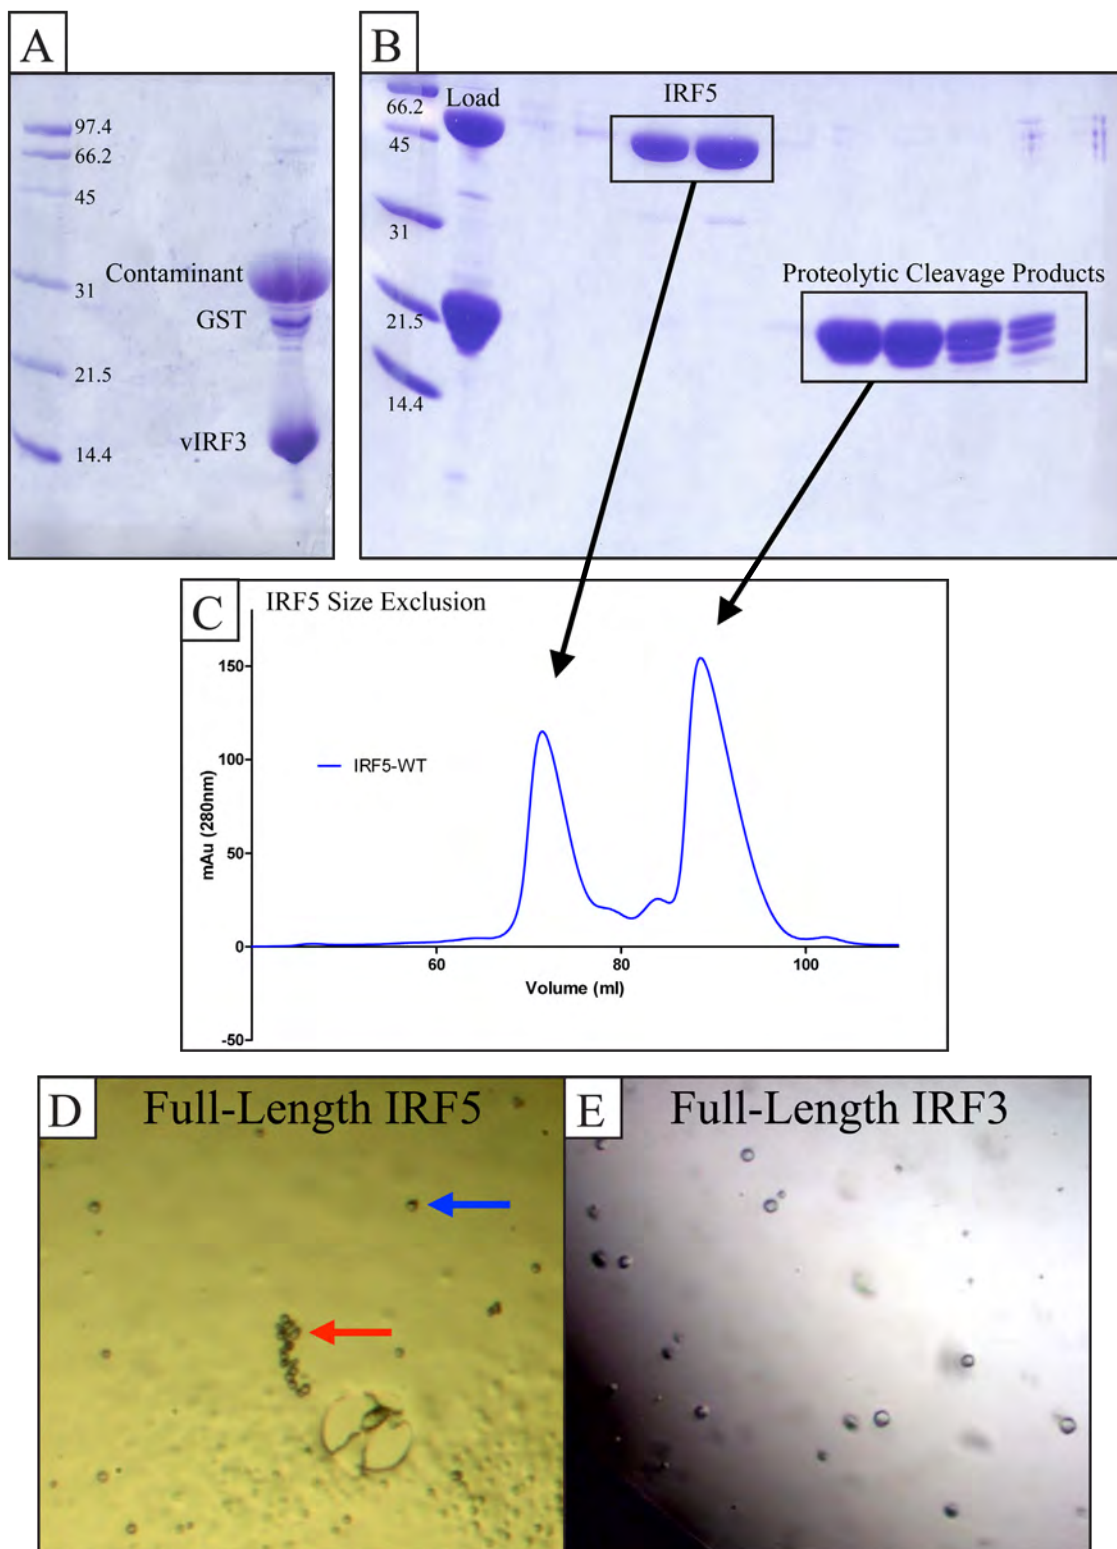 A
97.4
66.2
45
Contaminant
31
GST
21.5
vIRF3
14.4
B
66.2
Load
IRF5
45
31
Proteolytic Cleavage Products
21.5
14.4
C
IRF5 Size Exclusion
150
100
IRF5-WT
mAu (280nm)
50
0
60
80
100
Volume (ml)
-50
D
Full-Length IRF5
E
Full-Length IRF3